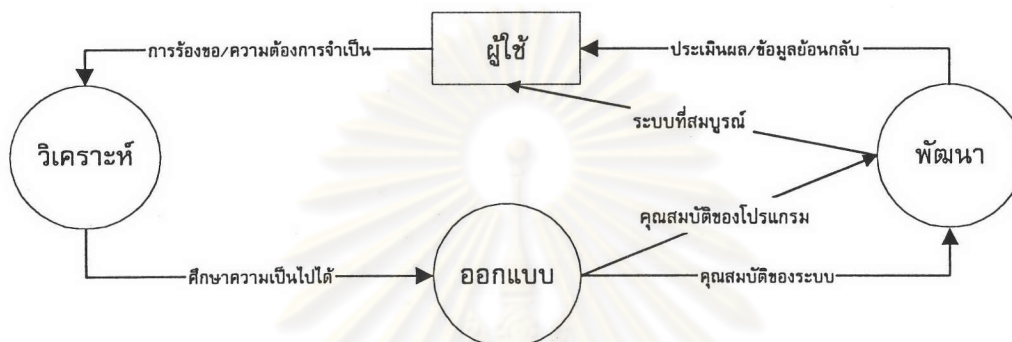 การร้องขอ/ความต้องการจำเป็น
ผู้ใช้
ประเมินผล/ข้อมูลย้อนกลับ
ระบบที่สมบูรณ์
วิเคราะห์
พัฒนา
คุณสมบัติของโปรแกรม
ศึกษาความเป็นไปได้
ออกแบบ
คุณสมบัติของระบบ